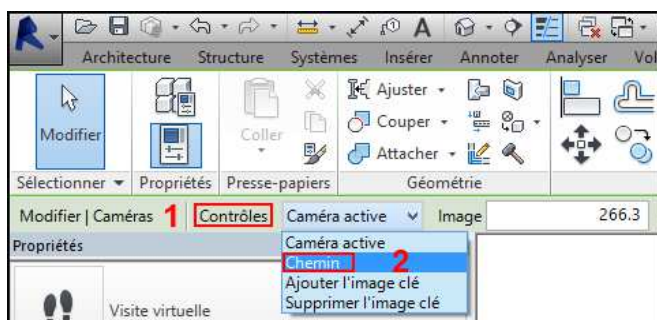 Architecture Structure Systèmes Insérer Annoter Analyser Vol
Modifier Coller Ajuster
Couper
Attacher
Sélectionner Propriétés Presse-papiers Géométrie
Modifier | Caméras 1 Contrôles Caméra active Image 266.3
Propriétés Caméra active
Chemin 2
Ajouter l'image clé
Supprimer l'image clé
Visite virtuelle